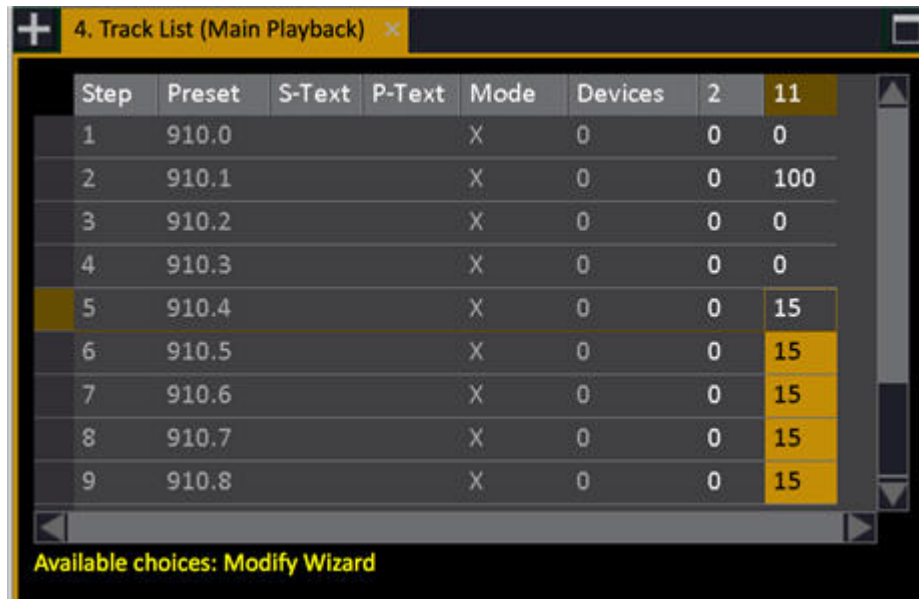 4. Track List (Main Playback)
Step Preset S-Text P-Text Mode Devices 2 11
1 910.0 X 0 0 0
2 910.1 X 0 0 100
3 910.2 X 0 0 0
4 910.3 X 0 0 0
5 910.4 X 0 0 15
6 910.5 X 0 0 15
7 910.6 X 0 0 15
8 910.7 X 0 0 15
9 910.8 X 0 0 15
Available choices: Modify Wizard